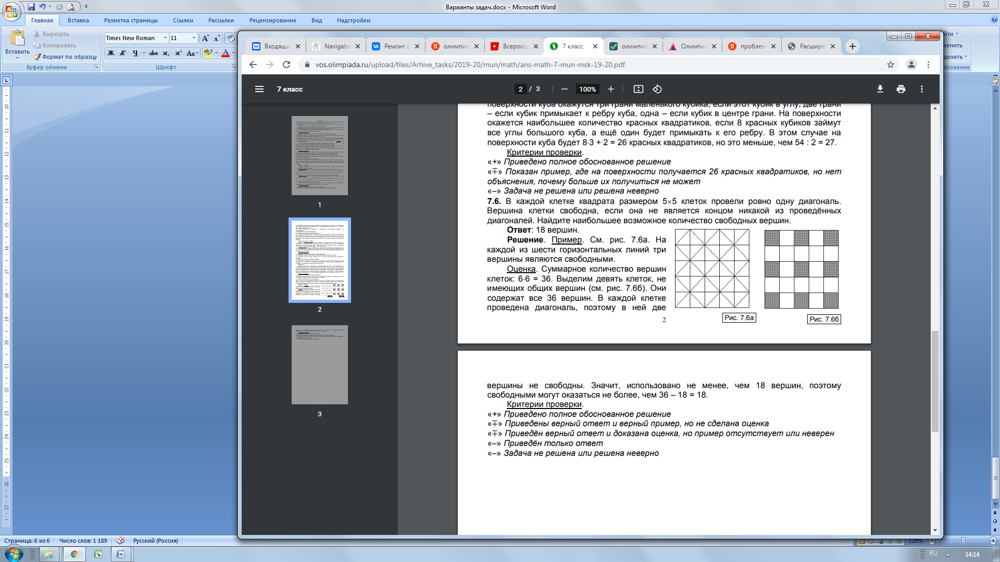 Варианты задач.docx - Microsoft Word
Главная Вставка Разметка страницы Ссылки Рассылки Рецензирование Вид Надстройки
Вставить
Вырезать
Копировать
Формат по образцу
Буфер обмена
Times New Roman 11
Ж К Ч abc x₂ x² Aa
Шрифт
Входящи Navigato Ремонт с олимпиа Всеросси 7 класс олимпиа Олимпиа проблем Расшире
vos.olimpiada.ru/upload/files/Arhive_tasks/2019-20/mun/math/ans-math-7-mun-msk-19-20.pdf
7 класс 2 / 3 100%
1
2
3
поверхности куба окажутся три грани маленького кубика, если этот кубик в углу, две грани
– если кубик примыкает к ребру куба, одна – если кубик в центре грани. На поверхности
окажется наибольшее количество красных квадратиков, если 8 красных кубиков займут
все углы большого куба, а ещё один будет примыкать к его ребру. В этом случае на
поверхности куба будет 8·3 + 2 = 26 красных квадратиков, но это меньше, чем 54 : 2 = 27.
Критерии проверки.
«+» Приведено полное обоснованное решение
«∓» Показан пример, где на поверхности получается 26 красных квадратиков, но нет
объяснения, почему больше их получиться не может
«–» Задача не решена или решена неверно
7.6. В каждой клетке квадрата размером 5×5 клеток провели ровно одну диагональ.
Вершина клетки свободна, если она не является концом никакой из проведённых
диагоналей. Найдите наибольшее возможное количество свободных вершин.
Ответ: 18 вершин.
Решение. Пример. См. рис. 7.6а. На
каждой из шести горизонтальных линий три
вершины являются свободными.
Оценка. Суммарное количество вершин
клеток: 6·6 = 36. Выделим девять клеток, не
имеющих общих вершин (см. рис. 7.6б). Они
содержат все 36 вершин. В каждой клетке
проведена диагональ, поэтому в ней две
Рис. 7.6а
Рис. 7.6б
2
вершины не свободны. Значит, использовано не менее, чем 18 вершин, поэтому
свободными могут оказаться не более, чем 36 – 18 = 18.
Критерии проверки.
«+» Приведено полное обоснованное решение
«∓» Приведены верный ответ и верный пример, но не сделана оценка
«∓» Приведён верный ответ и доказана оценка, но пример отсутствует или неверен
«–» Приведён только ответ
«–» Задача не решена или решена неверно
Страница: 6 из 6 Число слов: 1 189 Русский (Россия) 120%
RU 14:14